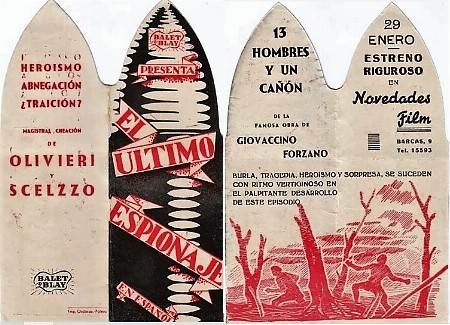 HEROISMO
ABNEGACIÓN
¿TRAICIÓN?
MAGISTRAL CREACIÓN
DE
OLIVIERI
Y
SCELZZO
BALET
Y BLAY
BALET
Y BLAY
PRESENTA
EL
ÚLTIMO
ESPIONAJE
EN ESPAÑOL
13
HOMBRES
Y UN
CAÑÓN
DE LA
FAMOSA OBRA DE
GIOVACCINO
FORZANO
BURLA, TRAGEDIA, HEROISMO Y SORPRESA, SE SUCEDEN
CON RITMO VERTIGINOSO EN
EL PALPITANTE DESARROLLO
DE ESTE EPISODIO
29
ENERO
ESTRENO
RIGUROSO
EN
Novedades
Film
BARCAS, 9
Tel. 15593